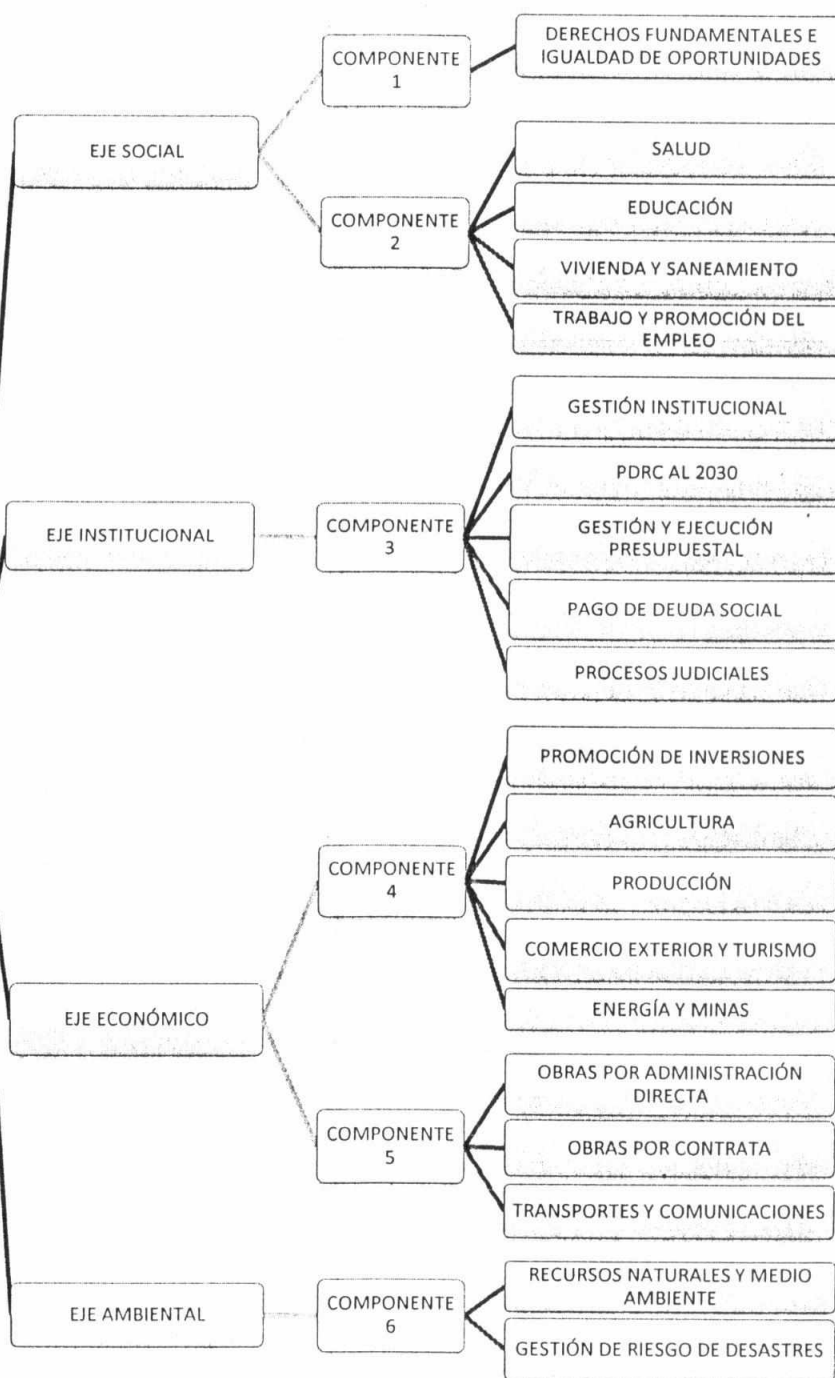 EJE SOCIAL
COMPONENTE
1
DERECHOS FUNDAMENTALES E
IGUALDAD DE OPORTUNIDADES
COMPONENTE
2
SALUD
EDUCACIÓN
VIVIENDA Y SANEAMIENTO
TRABAJO Y PROMOCIÓN DEL
EMPLEO
EJE INSTITUCIONAL
COMPONENTE
3
GESTIÓN INSTITUCIONAL
PDRC AL 2030
GESTIÓN Y EJECUCIÓN
PRESUPUESTAL
PAGO DE DEUDA SOCIAL
PROCESOS JUDICIALES
EJE ECONÓMICO
COMPONENTE
4
PROMOCIÓN DE INVERSIONES
AGRICULTURA
PRODUCCIÓN
COMERCIO EXTERIOR Y TURISMO
ENERGÍA Y MINAS
COMPONENTE
5
OBRAS POR ADMINISTRACIÓN
DIRECTA
OBRAS POR CONTRATA
TRANSPORTES Y COMUNICACIONES
EJE AMBIENTAL
COMPONENTE
6
RECURSOS NATURALES Y MEDIO
AMBIENTE
GESTIÓN DE RIESGO DE DESASTRES